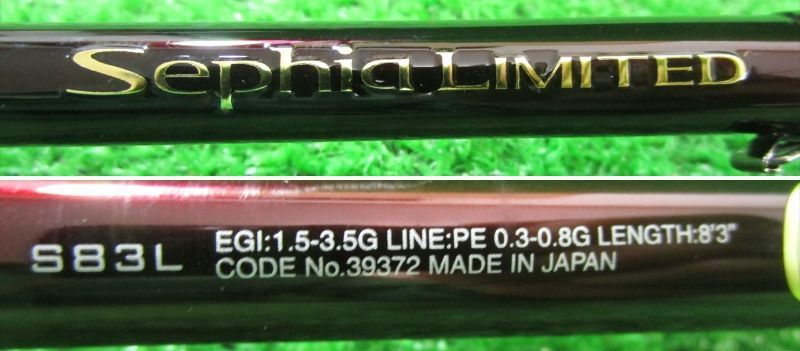 Sephia LIMITED
S83L EGI:1.5-3.5G LINE:PE 0.3-0.8G LENGTH:8'3"
CODE No.39372 MADE IN JAPAN